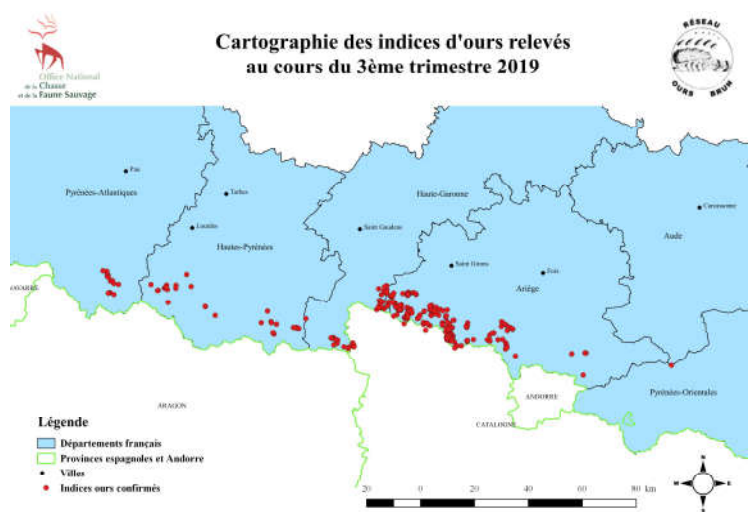 Cartographie des indices d'ours relevés
au cours du 3ème trimestre 2019
Office National
de la Chasse
et de la Faune Sauvage
RÉSEAU
OURS BRUN
Pau
Pyrénées-Atlantiques
Tarbes
Haute-Garonne
Carcassonne
Lourdes
Saint Gaudens
Aude
Hautes-Pyrénées
Saint Girons
Foix
Ariège
NAVARRE
Pyrénées-Orientales
ANDORRE
ARAGON
CATALOGNE
Légende
Départements français
Provinces espagnoles et Andorre
Villes
Indices ours confirmés
20 0 20 40 60 80 km
N
W E
S